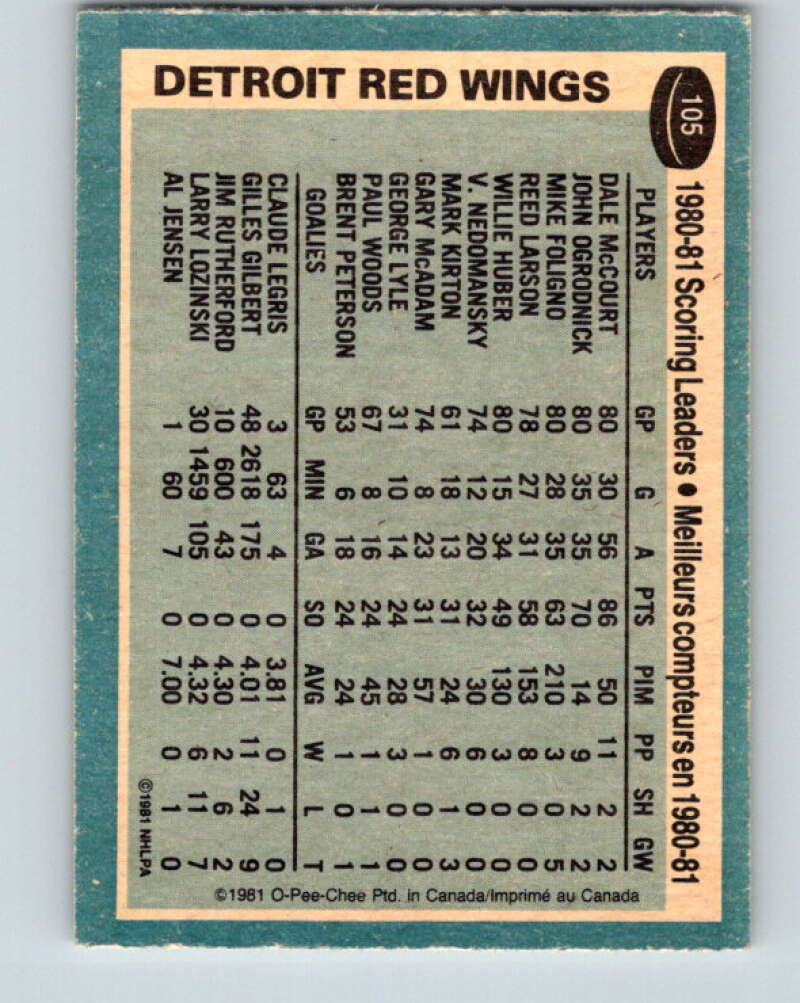 DETROIT RED WINGS
105
1980-81 Scoring Leaders • Meilleurs compteurs en 1980-81
PLAYERS GP G A PTS PIM PP SH GW
DALE McCOURT 80 30 56 86 50 11 2 2
JOHN OGRODNICK 80 35 35 70 14 9 2 2
MIKE FOLIGNO 80 28 35 63 210 3 0 5
REED LARSON 78 27 31 58 153 8 0 0
WILLIE HUBER 80 15 34 49 130 3 0 0
V. NEDOMANSKY 74 12 20 32 30 6 0 0
MARK KIRTON 61 18 13 31 24 6 1 3
GARY McADAM 74 8 23 31 57 1 0 0
GEORGE LYLE 31 10 14 24 28 3 0 0
PAUL WOODS 67 8 16 24 45 1 1 1
BRENT PETERSON 53 6 18 24 24 1 0 1
GOALIES GP MIN GA SO AVG W L T
CLAUDE LEGRIS 3 63 4 0 3.81 0 1 0
GILLES GILBERT 48 2618 175 0 4.01 11 24 9
JIM RUTHERFORD 10 600 43 0 4.30 2 6 2
LARRY LOZINSKI 30 1459 105 0 4.32 6 11 7
AL JENSEN 1 60 7 0 7.00 0 1 0
©1981 NHLPA
©1981 O-Pee-Chee Ptd. in Canada/Imprimé au Canada